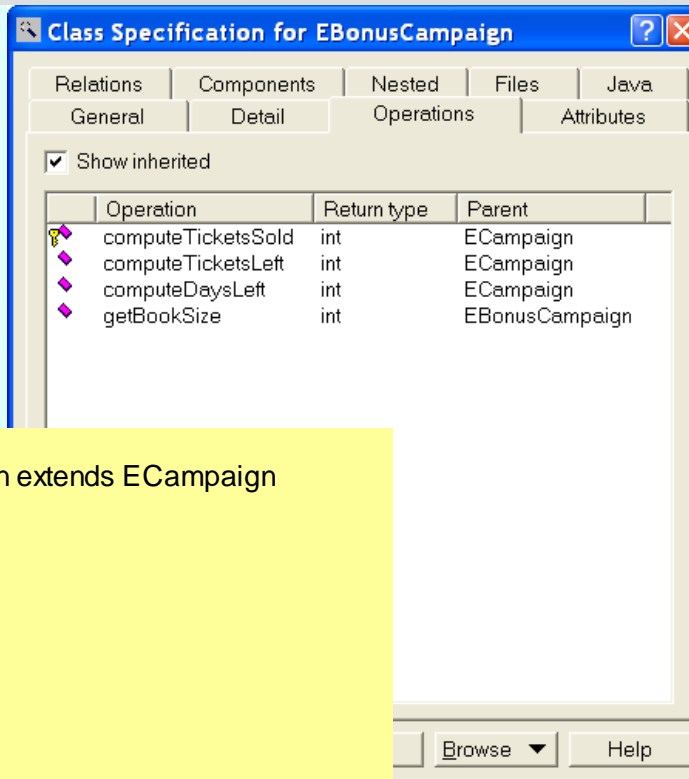 Class Specification for EBonusCampaign
Relations Components Nested Files Java
General Detail Operations Attributes
Show inherited
Operation Return type Parent
computeTicketsSold int ECampaign
computeTicketsLeft int ECampaign
computeDaysLeft int ECampaign
getBookSize int EBonusCampaign
extends ECampaign
Browse Help